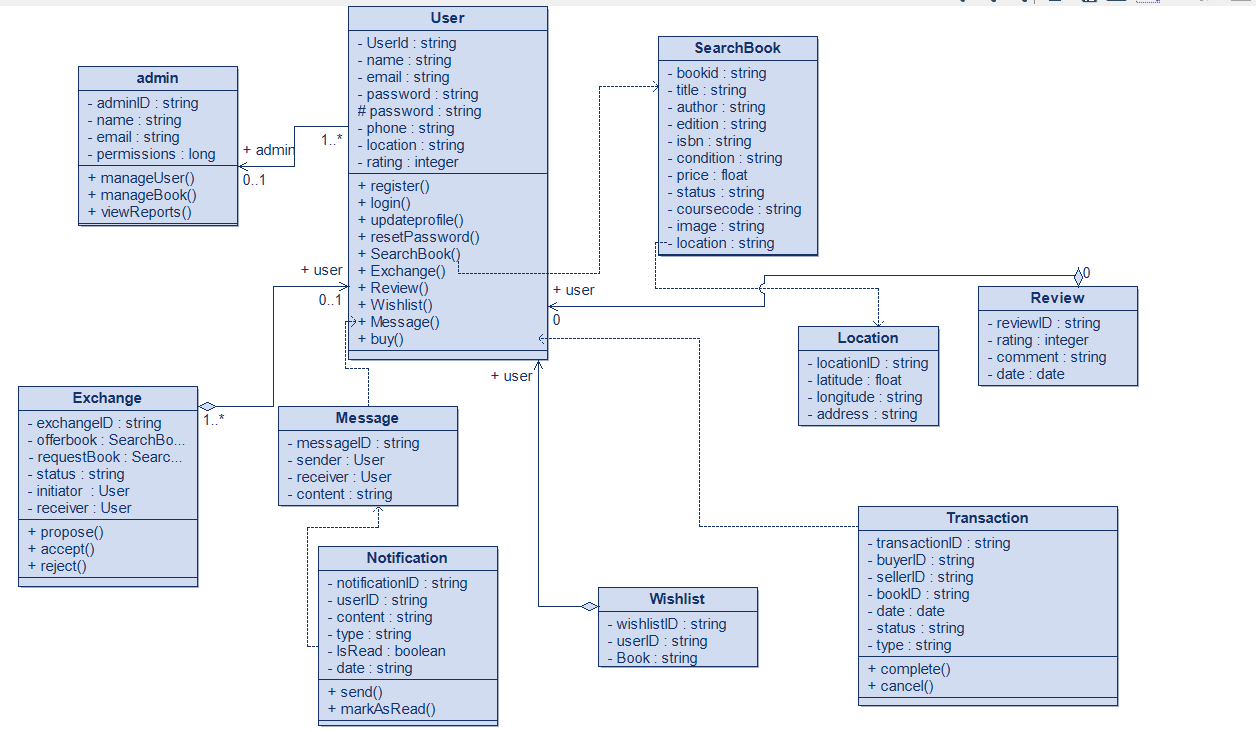 User
- UserId : string
- name : string
- email : string
- password : string
# password : string
- phone : string
- location : string
- rating : integer
+ register()
+ login()
+ updateprofile()
+ resetPassword()
+ SearchBook()
+ Exchange()
+ Review()
+ Wishlist()
+ Message()
+ buy()
SearchBook
- bookid : string
- title : string
- author : string
- edition : string
- isbn : string
- condition : string
- price : float
- status : string
- coursecode : string
- image : string
- location : string
admin
- adminID : string
- name : string
- email : string
- permissions : long
+ manageUser()
+ manageBook()
+ viewReports()
1..*
+ admin
0..1
+ user
0..1
+ user
0
0
Review
- reviewID : string
- rating : integer
- comment : string
- date : date
Location
- locationID : string
- latitude : float
- longitude : string
- address : string
+ user
Exchange
- exchangeID : string
- offerbook : SearchBo...
- requestBook : Searc...
- status : string
- initiator : User
- receiver : User
+ propose()
+ accept()
+ reject()
1..*
Message
- messageID : string
- sender : User
- receiver : User
- content : string
Notification
- notificationID : string
- userID : string
- content : string
- type : string
- IsRead : boolean
- date : string
+ send()
+ markAsRead()
Wishlist
- wishlistID : string
- userID : string
- Book : string
Transaction
- transactionID : string
- buyerID : string
- sellerID : string
- bookID : string
- date : date
- status : string
- type : string
+ complete()
+ cancel()